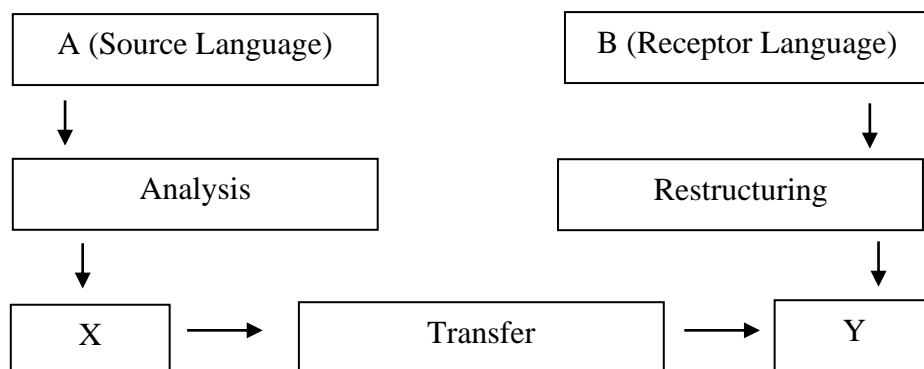 A (Source Language)
B (Receptor Language)
Analysis
Restructuring
X
Transfer
Y